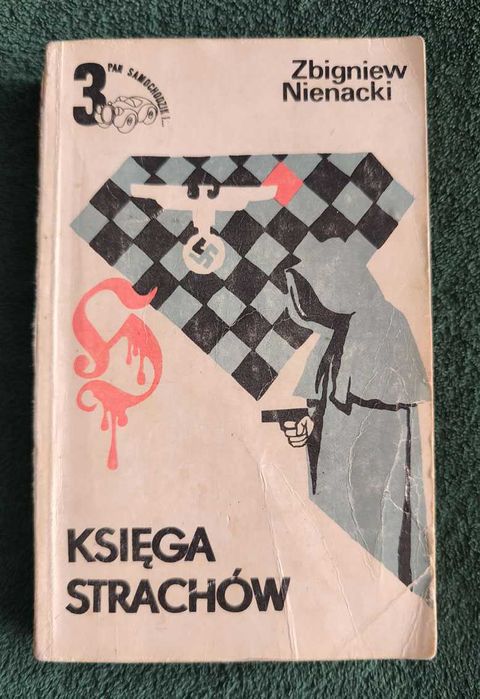 3
PAN SAMOCHODZIK I...
Zbigniew
Nienacki
S
KSIĘGA
STRACHÓW